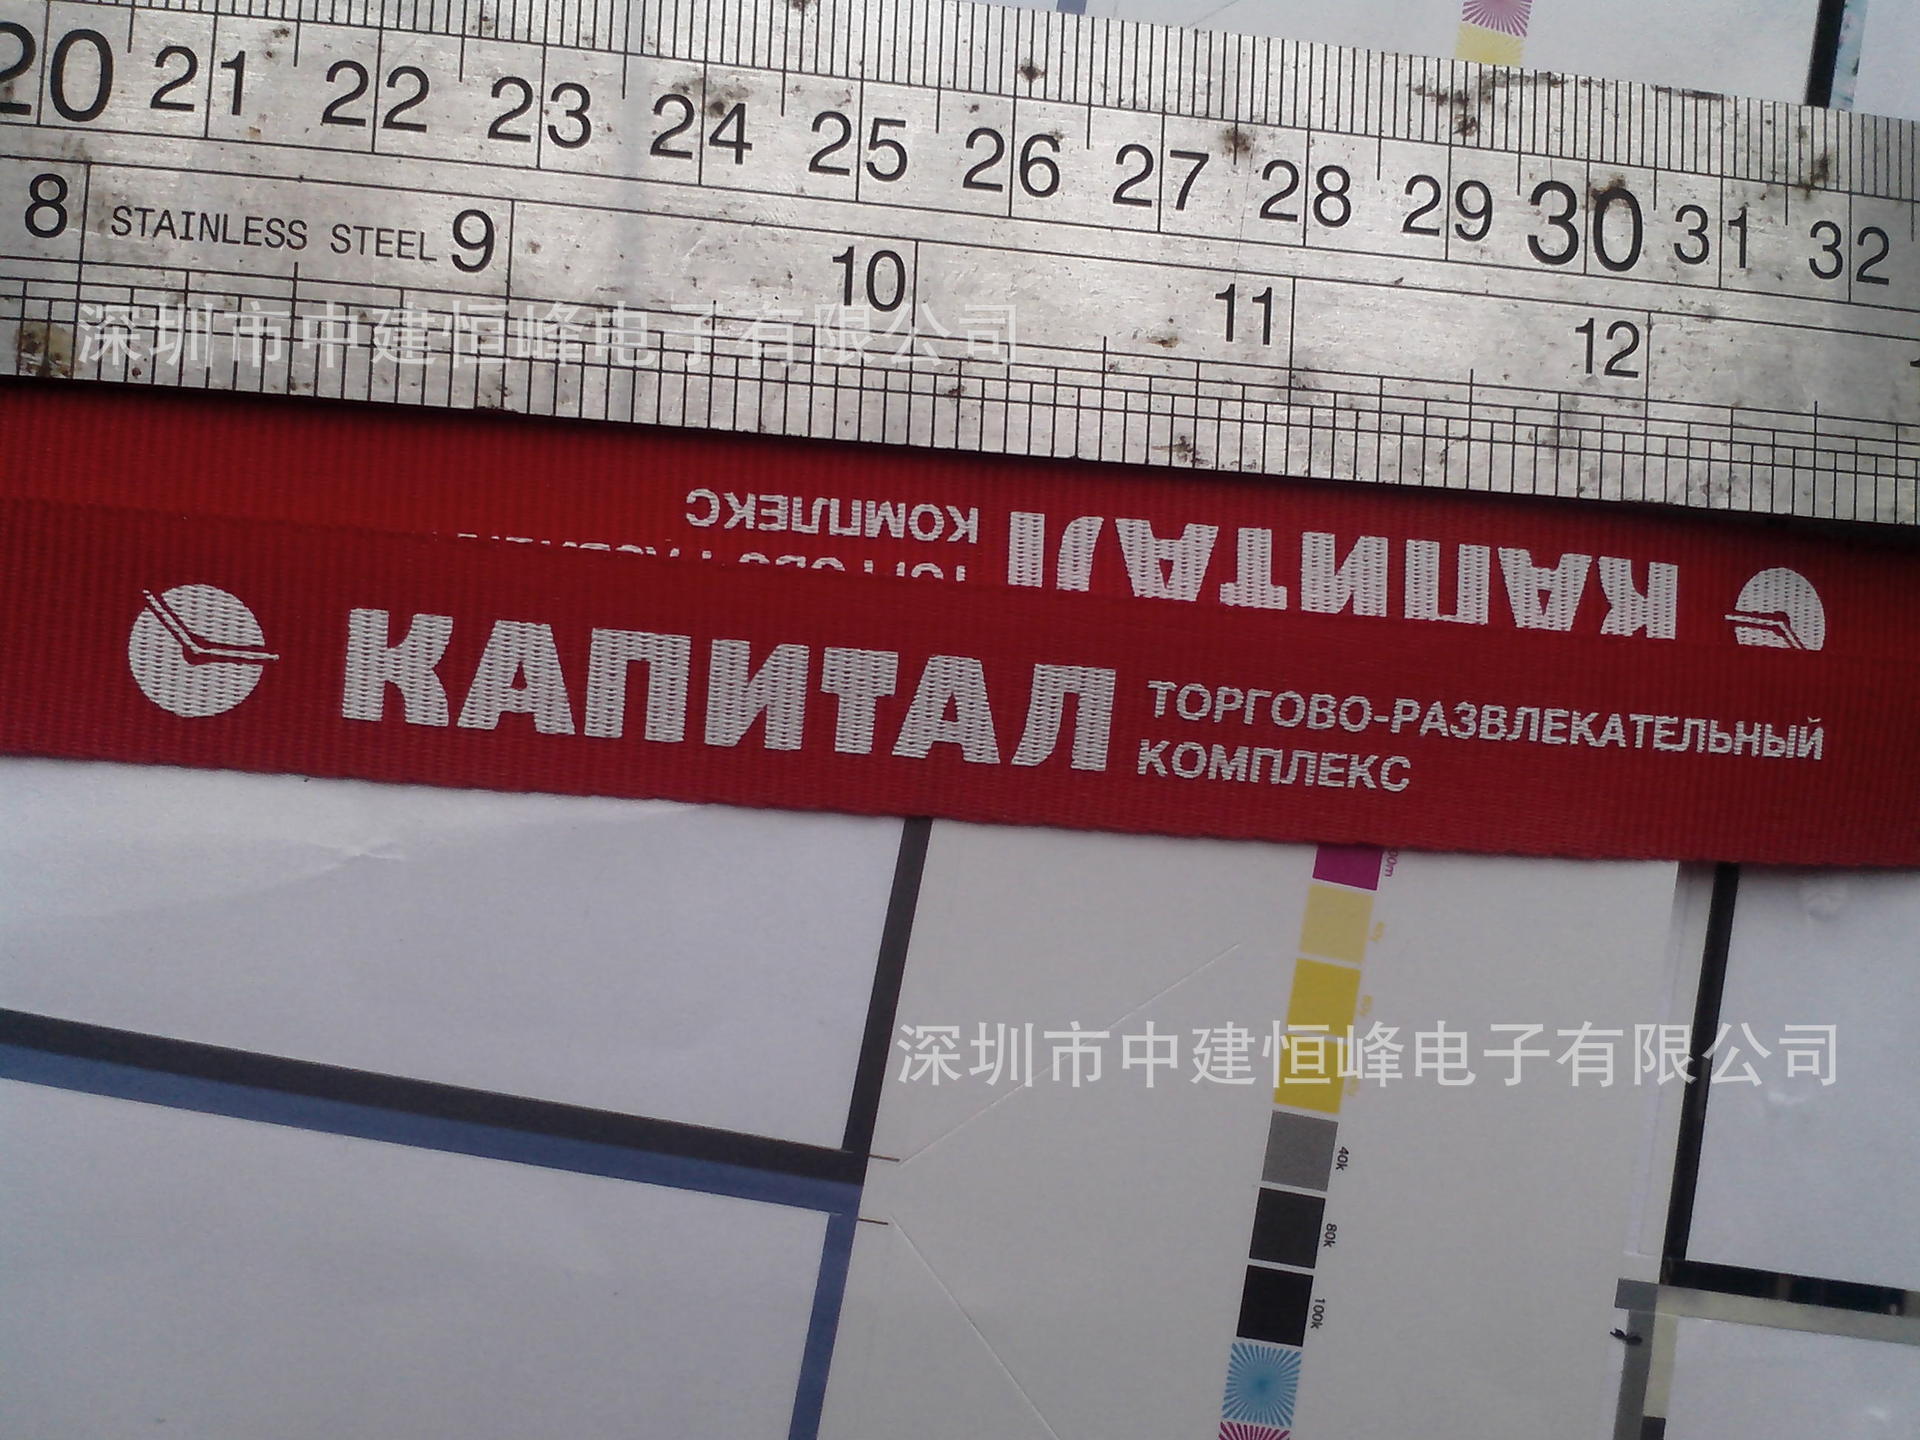 20 21 22 23 24 25 26 27 28 29 30 31 32
8 STAINLESS STEEL 9 10 11 12
深圳市中建恒峰电子有限公司
КАПИТАЛ
КОМПЛЕКС
КАПИТАЛ
ТОРГОВО-РАЗВЛЕКАТЕЛЬНЫЙ
КОМПЛЕКС
深圳市中建恒峰电子有限公司
40k
80k
100k